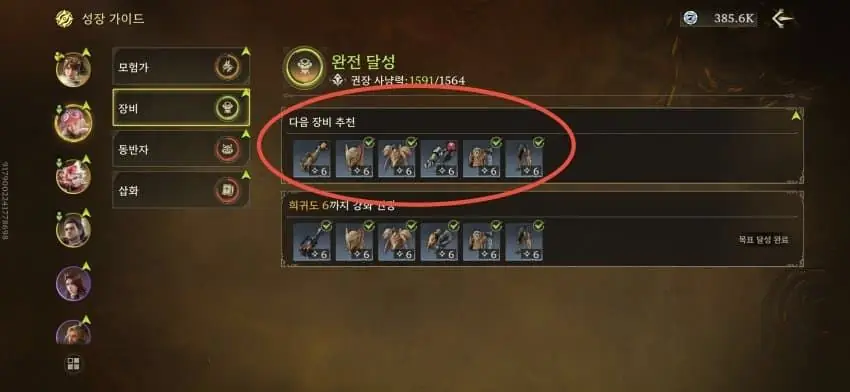 성장 가이드
385.6K
모험가
장비
동반자
삽화
완전 달성
권장 사냥력:1591/1564
다음 장비 추천
6 6 6 6 6 6
희귀도 6까지 강화 권장
6 6 6 6 6 6
목표 달성 완료
9179002241778698